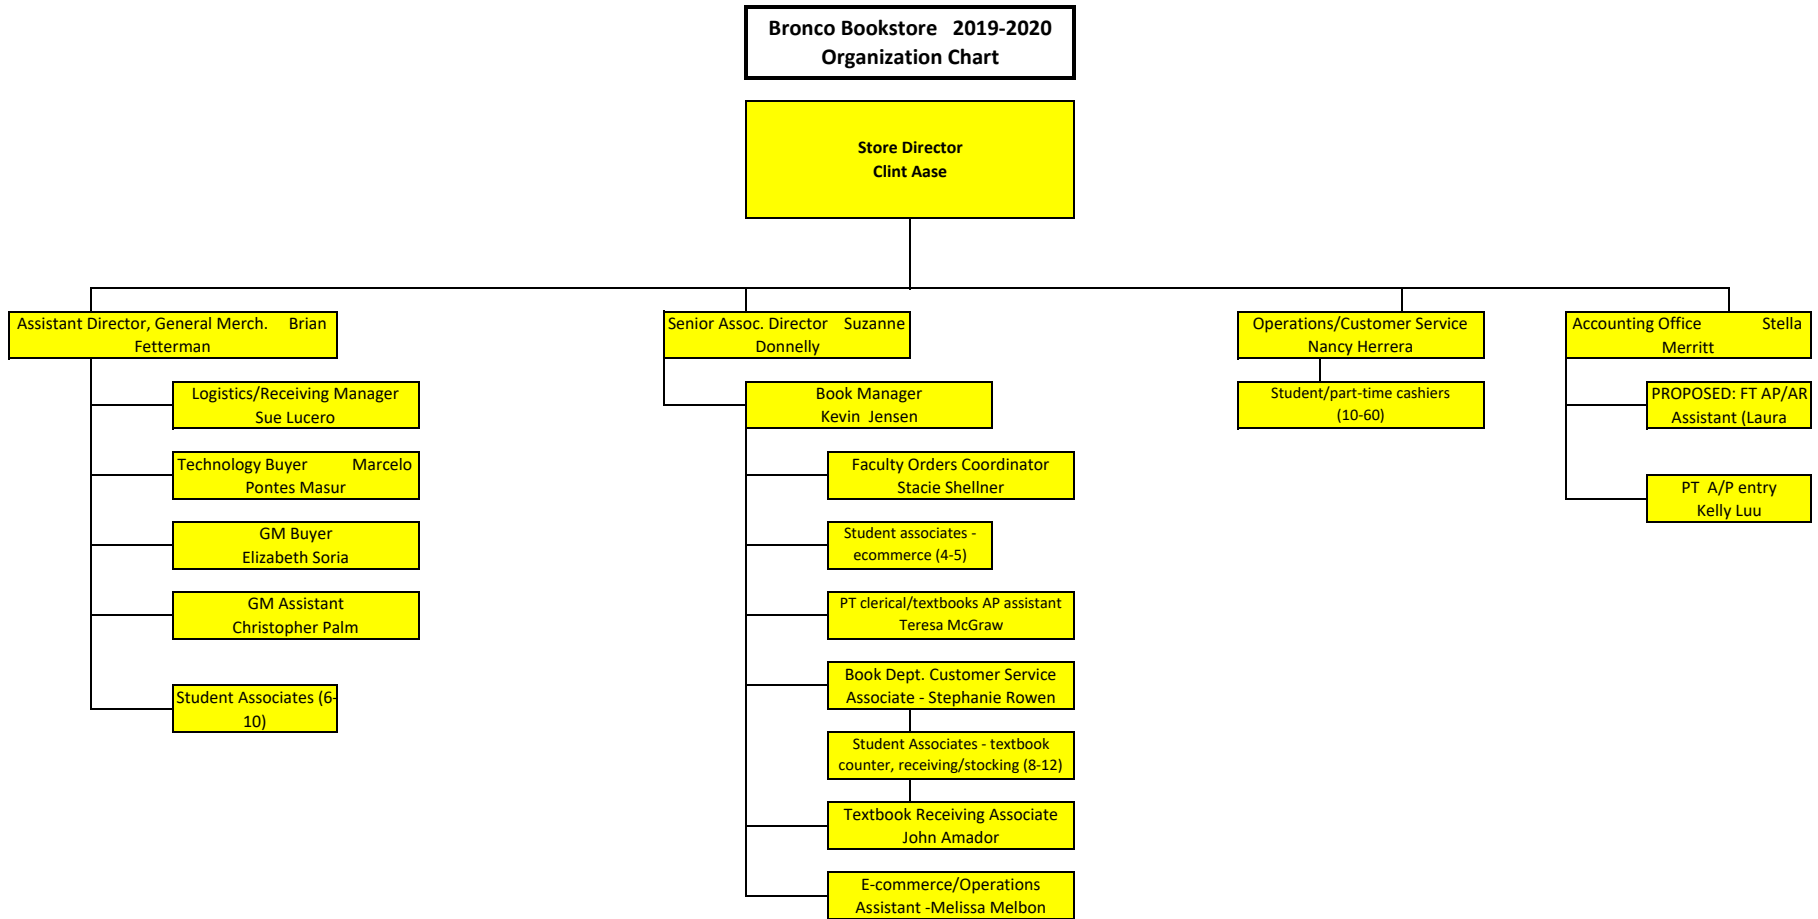 Bronco Bookstore 2019-2020
Organization Chart
Store Director
Clint Aase
Assistant Director, General Merch. Brian
Fetterman
Logistics/Receiving Manager
Sue Lucero
Technology Buyer Marcelo
Pontes Masur
GM Buyer
Elizabeth Soria
GM Assistant
Christopher Palm
Student Associates (6-
10)
Senior Assoc. Director Suzanne
Donnelly
Book Manager
Kevin Jensen
Faculty Orders Coordinator
Stacie Shellner
Student associates -
ecommerce (4-5)
PT clerical/textbooks AP assistant
Teresa McGraw
Book Dept. Customer Service
Associate - Stephanie Rowen
Student Associates - textbook
counter, receiving/stocking (8-12)
Textbook Receiving Associate
John Amador
E-commerce/Operations
Assistant -Melissa Melbon
Operations/Customer Service
Nancy Herrera
Student/part-time cashiers
(10-60)
Accounting Office Stella
Merritt
PROPOSED: FT AP/AR
Assistant (Laura
PT A/P entry
Kelly Luu